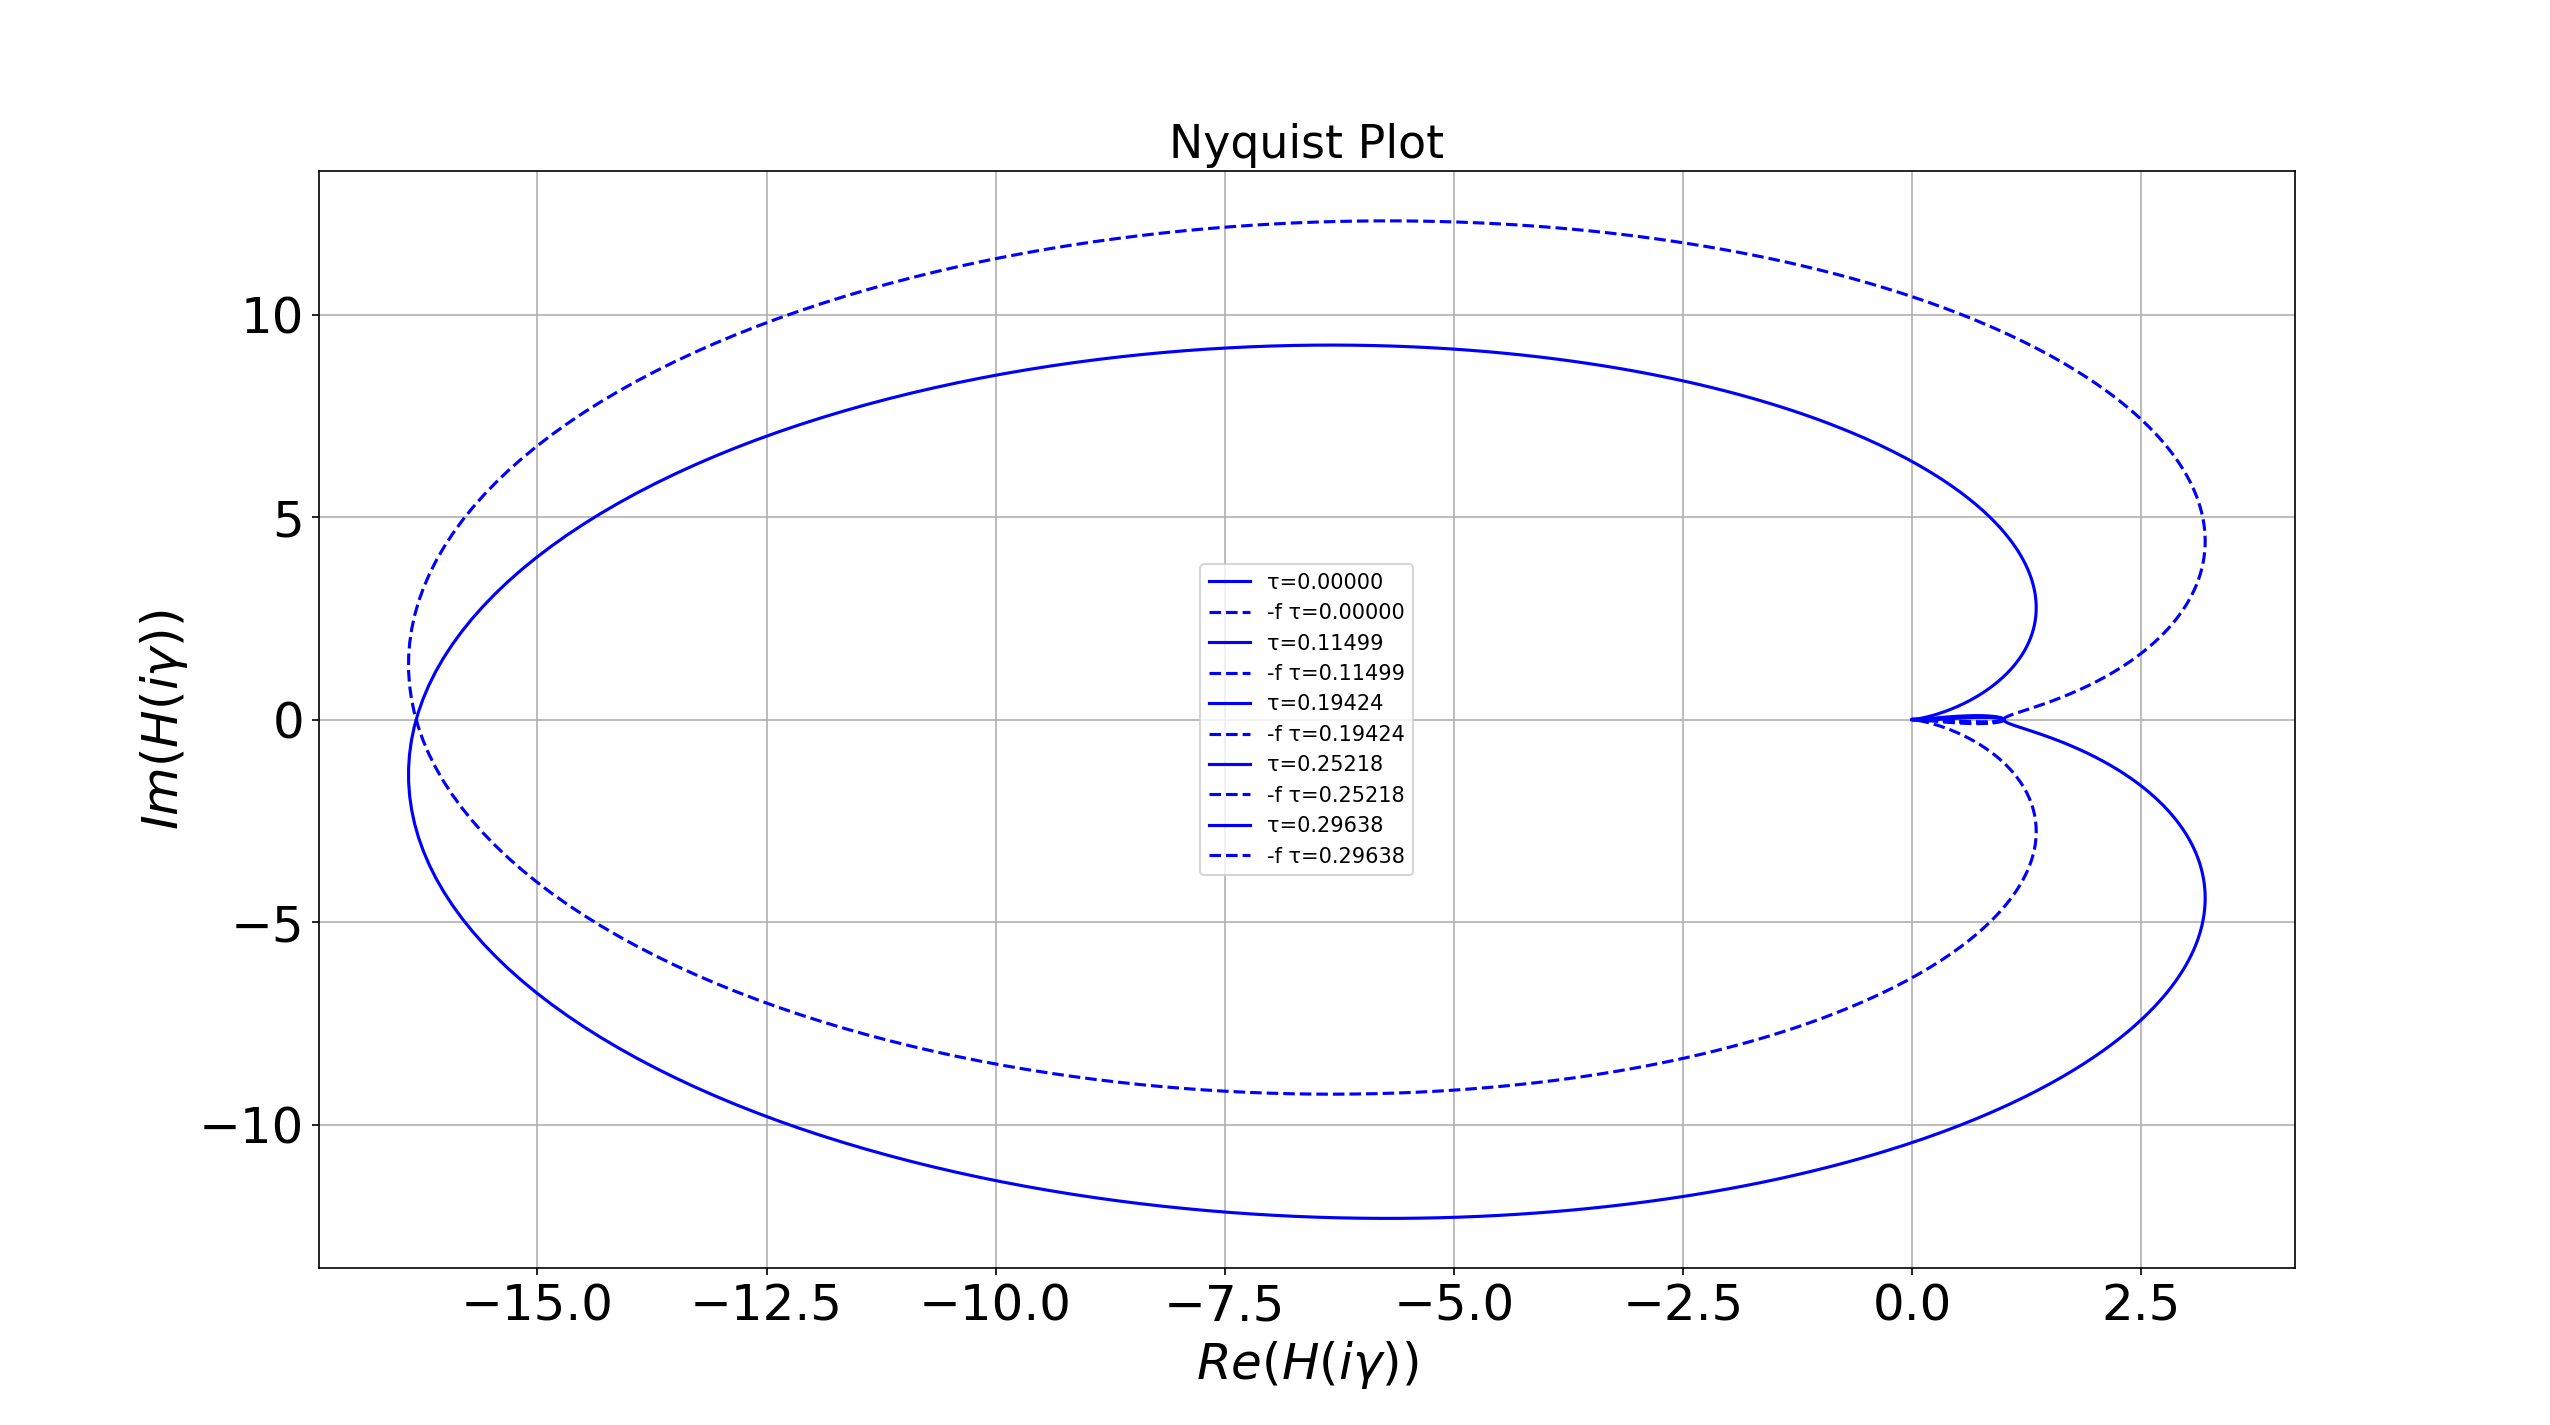 Nyquist Plot
10
5
0
−5
−10
Im(H(iγ))
τ=0.00000
-f τ=0.00000
τ=0.11499
-f τ=0.11499
τ=0.19424
-f τ=0.19424
τ=0.25218
-f τ=0.25218
τ=0.29638
-f τ=0.29638
−15.0 −12.5 −10.0 −7.5 −5.0 −2.5 0.0 2.5
Re(H(iγ))